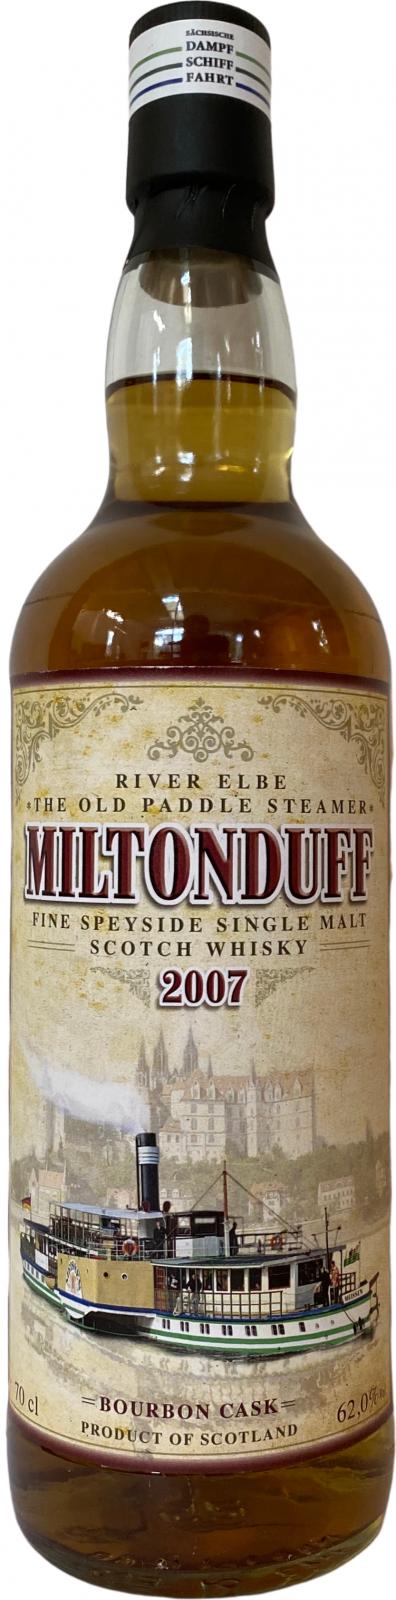 SÄCHSISCHE
DAMPF
SCHIFF
FAHRT
RIVER ELBE
*THE OLD PADDLE STEAMER*
MILTONDUFF
FINE SPEYSIDE SINGLE MALT
SCOTCH WHISKY
2007
MEISSEN
70 cl
=BOURBON CASK=
62,0%
PRODUCT OF SCOTLAND